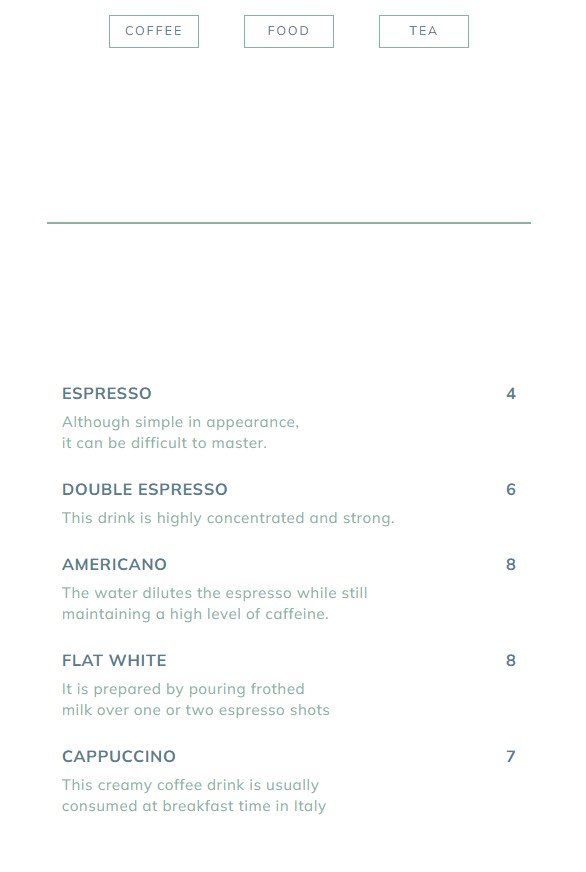 COFFEE FOOD TEA
ESPRESSO 4
Although simple in appearance,
it can be difficult to master.
DOUBLE ESPRESSO 6
This drink is highly concentrated and strong.
AMERICANO 8
The water dilutes the espresso while still
maintaining a high level of caffeine.
FLAT WHITE 8
It is prepared by pouring frothed
milk over one or two espresso shots
CAPPUCCINO 7
This creamy coffee drink is usually
consumed at breakfast time in Italy